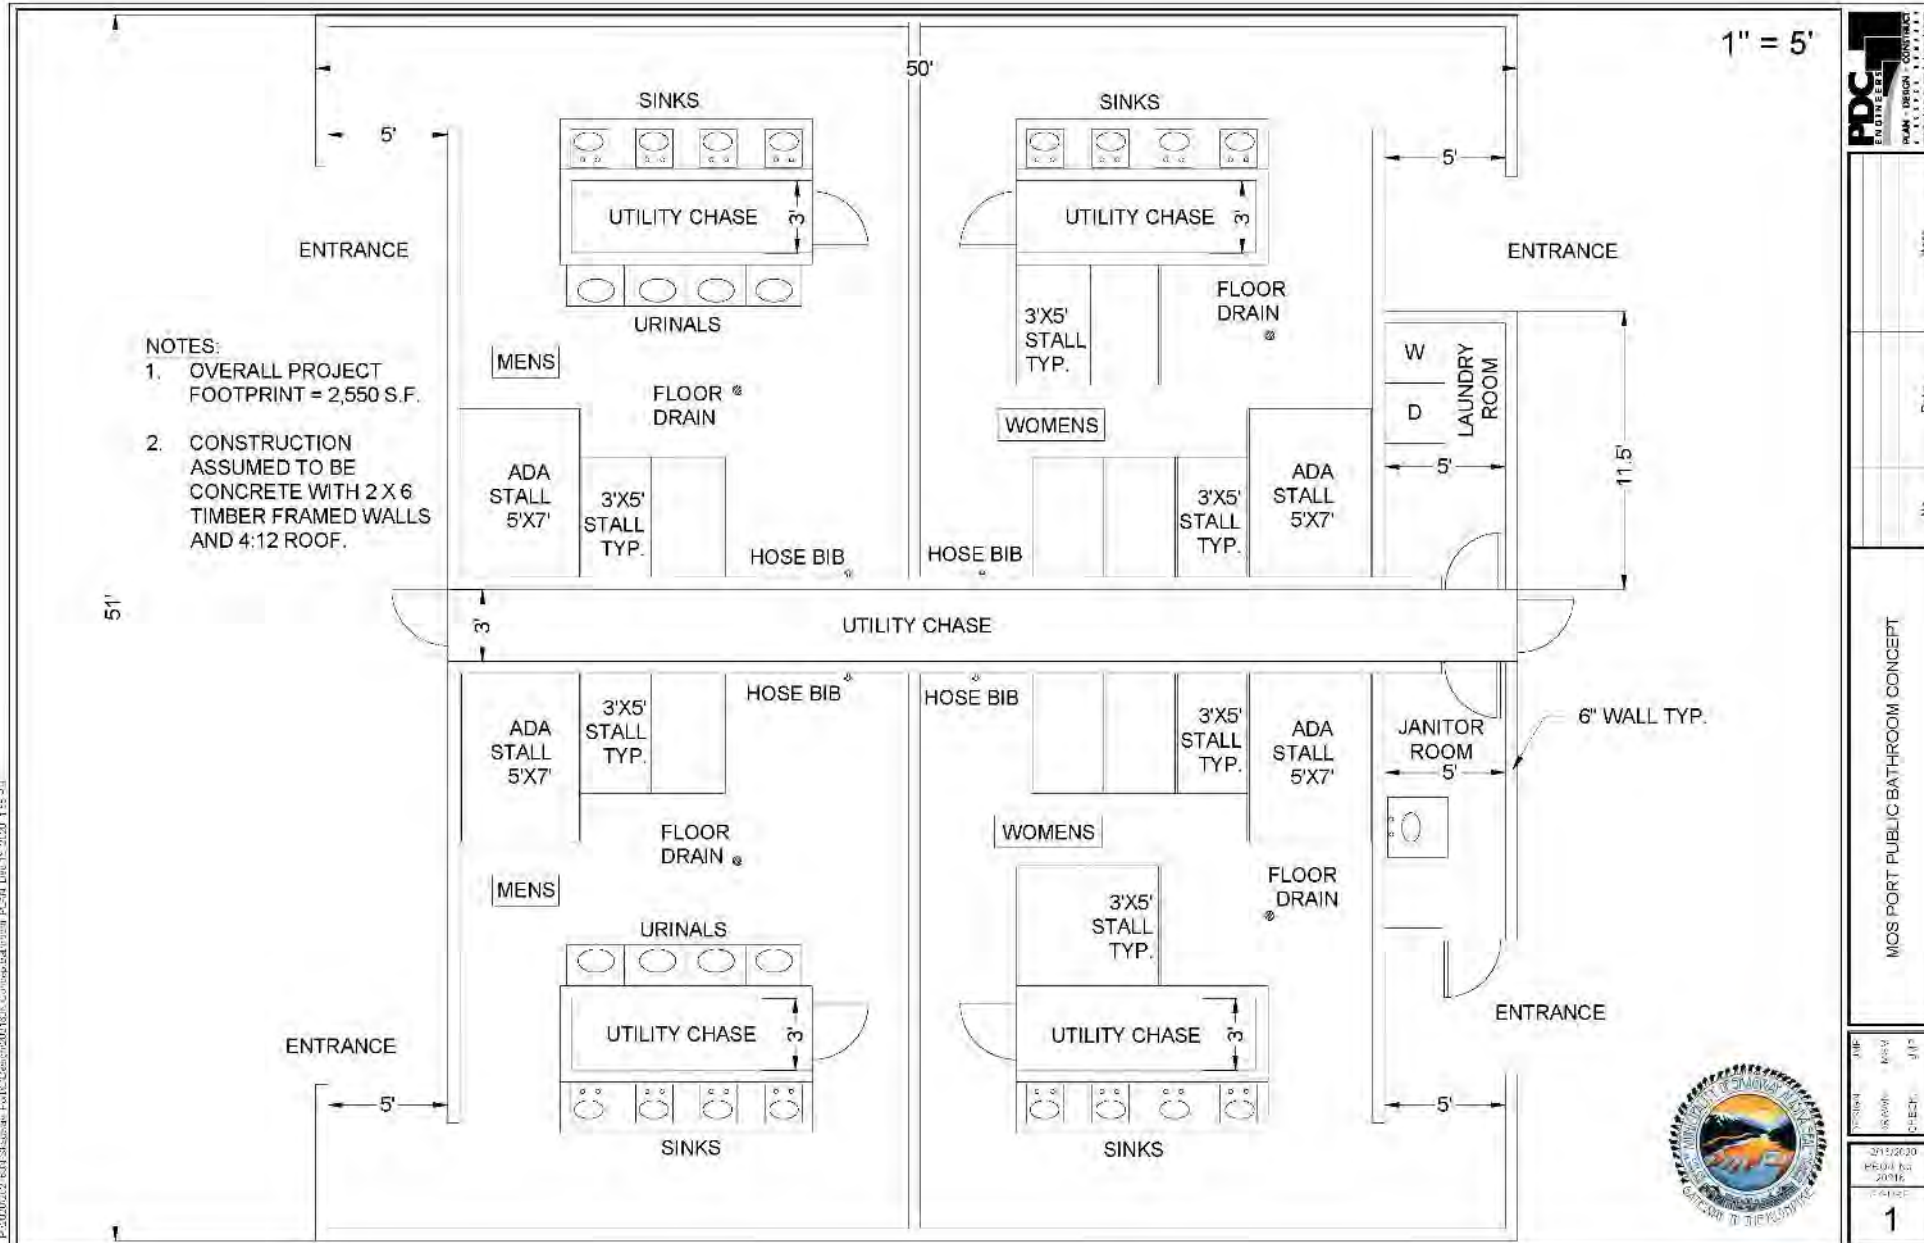 1" = 5'
50'
SINKS
SINKS
5'
5'
UTILITY CHASE
3'
UTILITY CHASE
3'
ENTRANCE
ENTRANCE
URINALS
FLOOR
DRAIN
3'X5'
STALL
TYP.
NOTES:
1. OVERALL PROJECT
FOOTPRINT = 2,550 S.F.
2. CONSTRUCTION
ASSUMED TO BE
CONCRETE WITH 2 X 6
TIMBER FRAMED WALLS
AND 4:12 ROOF.
MENS
FLOOR
DRAIN
WOMENS
W
D
LAUNDRY
ROOM
5'
11.5'
ADA
STALL
5'X7'
3'X5'
STALL
TYP.
3'X5'
STALL
TYP.
ADA
STALL
5'X7'
HOSE BIB
HOSE BIB
51'
3'
UTILITY CHASE
HOSE BIB
HOSE BIB
ADA
STALL
5'X7'
3'X5'
STALL
TYP.
3'X5'
STALL
TYP.
ADA
STALL
5'X7'
JANITOR
ROOM
5'
6" WALL TYP.
FLOOR
DRAIN
WOMENS
MENS
3'X5'
STALL
TYP.
FLOOR
DRAIN
URINALS
UTILITY CHASE
3'
UTILITY CHASE
3'
ENTRANCE
ENTRANCE
5'
5'
SINKS
SINKS
PDC
ENGINEERS
PLAN - DESIGN - CONSTRUCT
MOS PORT PUBLIC BATHROOM CONCEPT
1